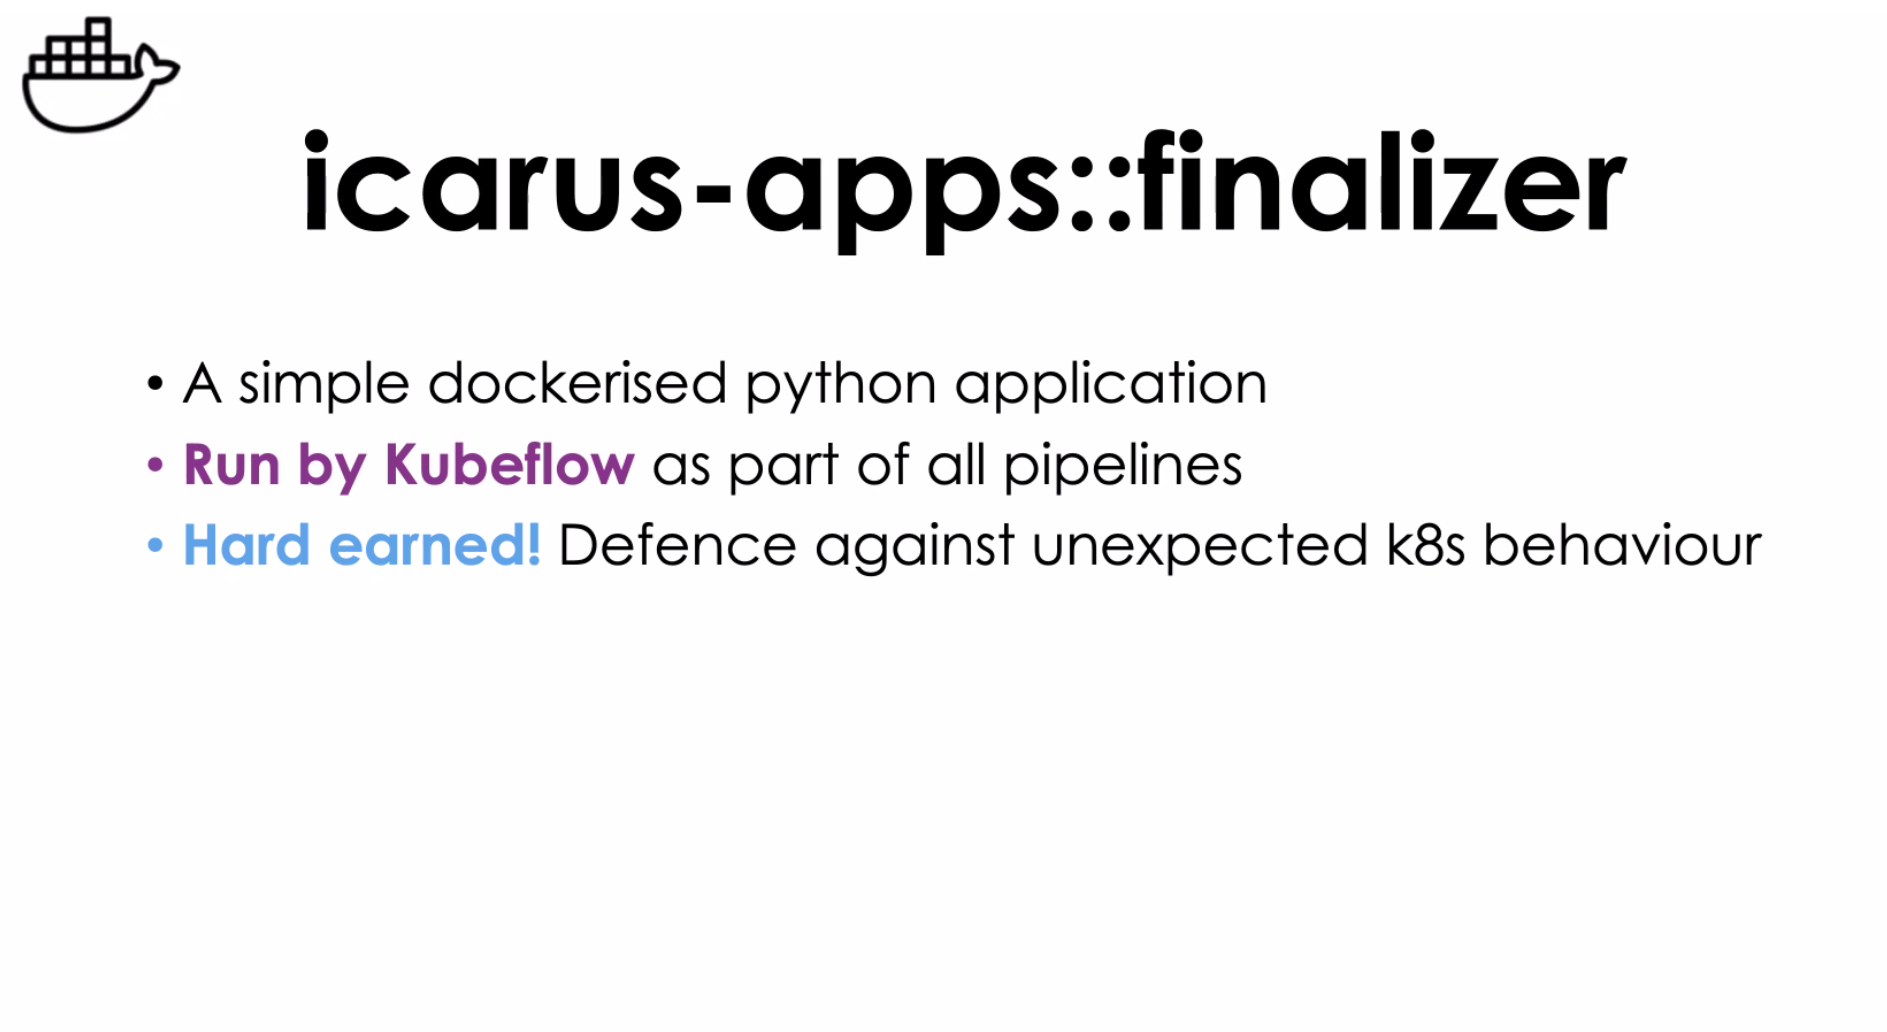 icarus-apps::finalizer
• A simple dockerised python application
• Run by Kubeflow as part of all pipelines
• Hard earned! Defence against unexpected k8s behaviour